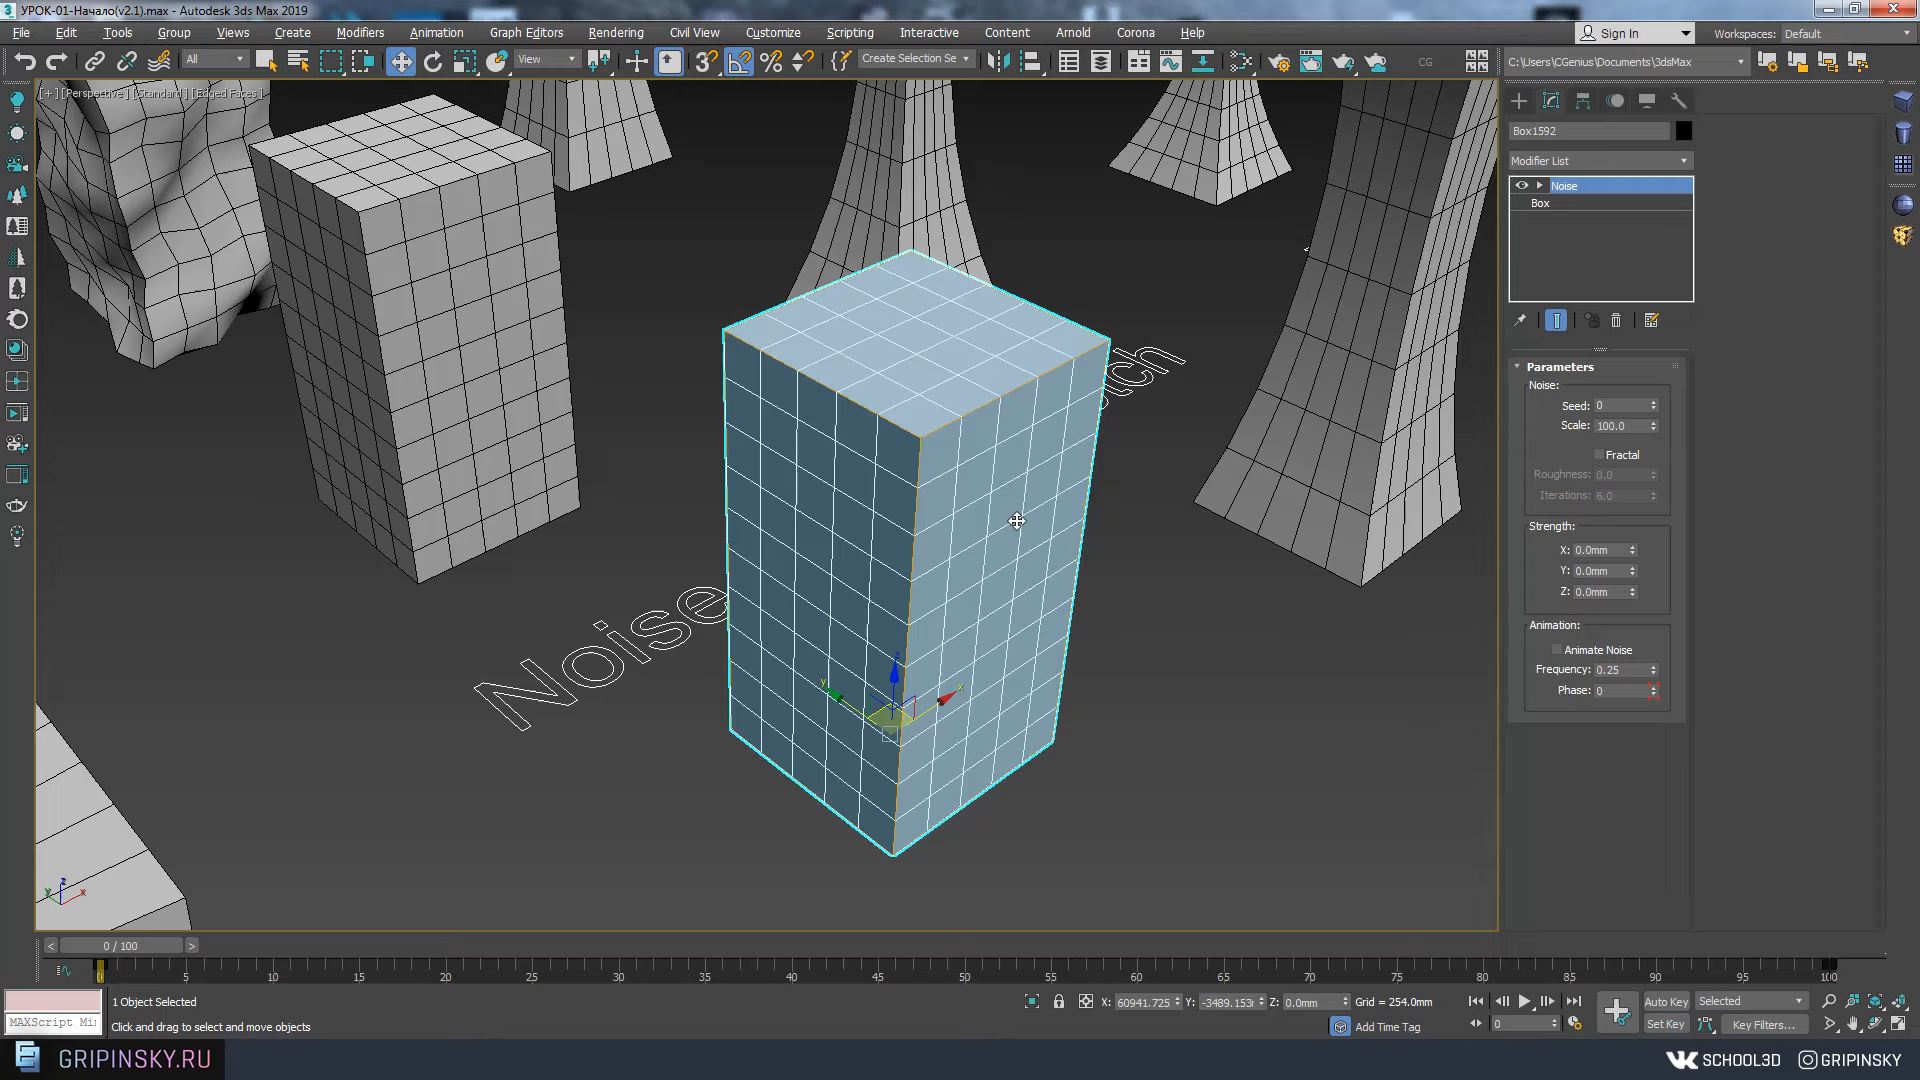 УРОК-01-Начало(v2.1).max - Autodesk 3ds Max 2019
File Edit Tools Group Views Create Modifiers Animation Graph Editors Rendering Civil View Customize Scripting Interactive Content Arnold Corona Help
Sign In
Workspaces: Default
All
View
Create Selection Se
CG
C:\Users\CGenius\Documents\3dsMax
[+][Perspective][Standard][Edged Faces]
Box1592
Modifier List
Noise
Box
Parameters
Noise:
Seed: 0
Scale: 100.0
Fractal
Roughness: 0.0
Iterations: 6.0
Strength:
X: 0.0mm
Y: 0.0mm
Z: 0.0mm
Animation:
Animate Noise
Frequency: 0.25
Phase: 0
Noise
tch
z
y
x
z
y
x
< 0 / 100 >
0 5 10 15 20 25 30 35 40 45 50 55 60 65 70 75 80 85 90 95 100
1 Object Selected
X: 60941.725 Y: -3489.153 Z: 0.0mm Grid = 254.0mm
Auto Key
Selected
MAXScript Mi
Click and drag to select and move objects
Add Time Tag
0
Set Key
Key Filters...
GRIPINSKY.RU
SCHOOL3D
GRIPINSKY